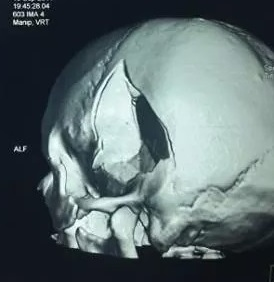 19:45:28.04
603 IMA 4
Manip, VRT
ALF